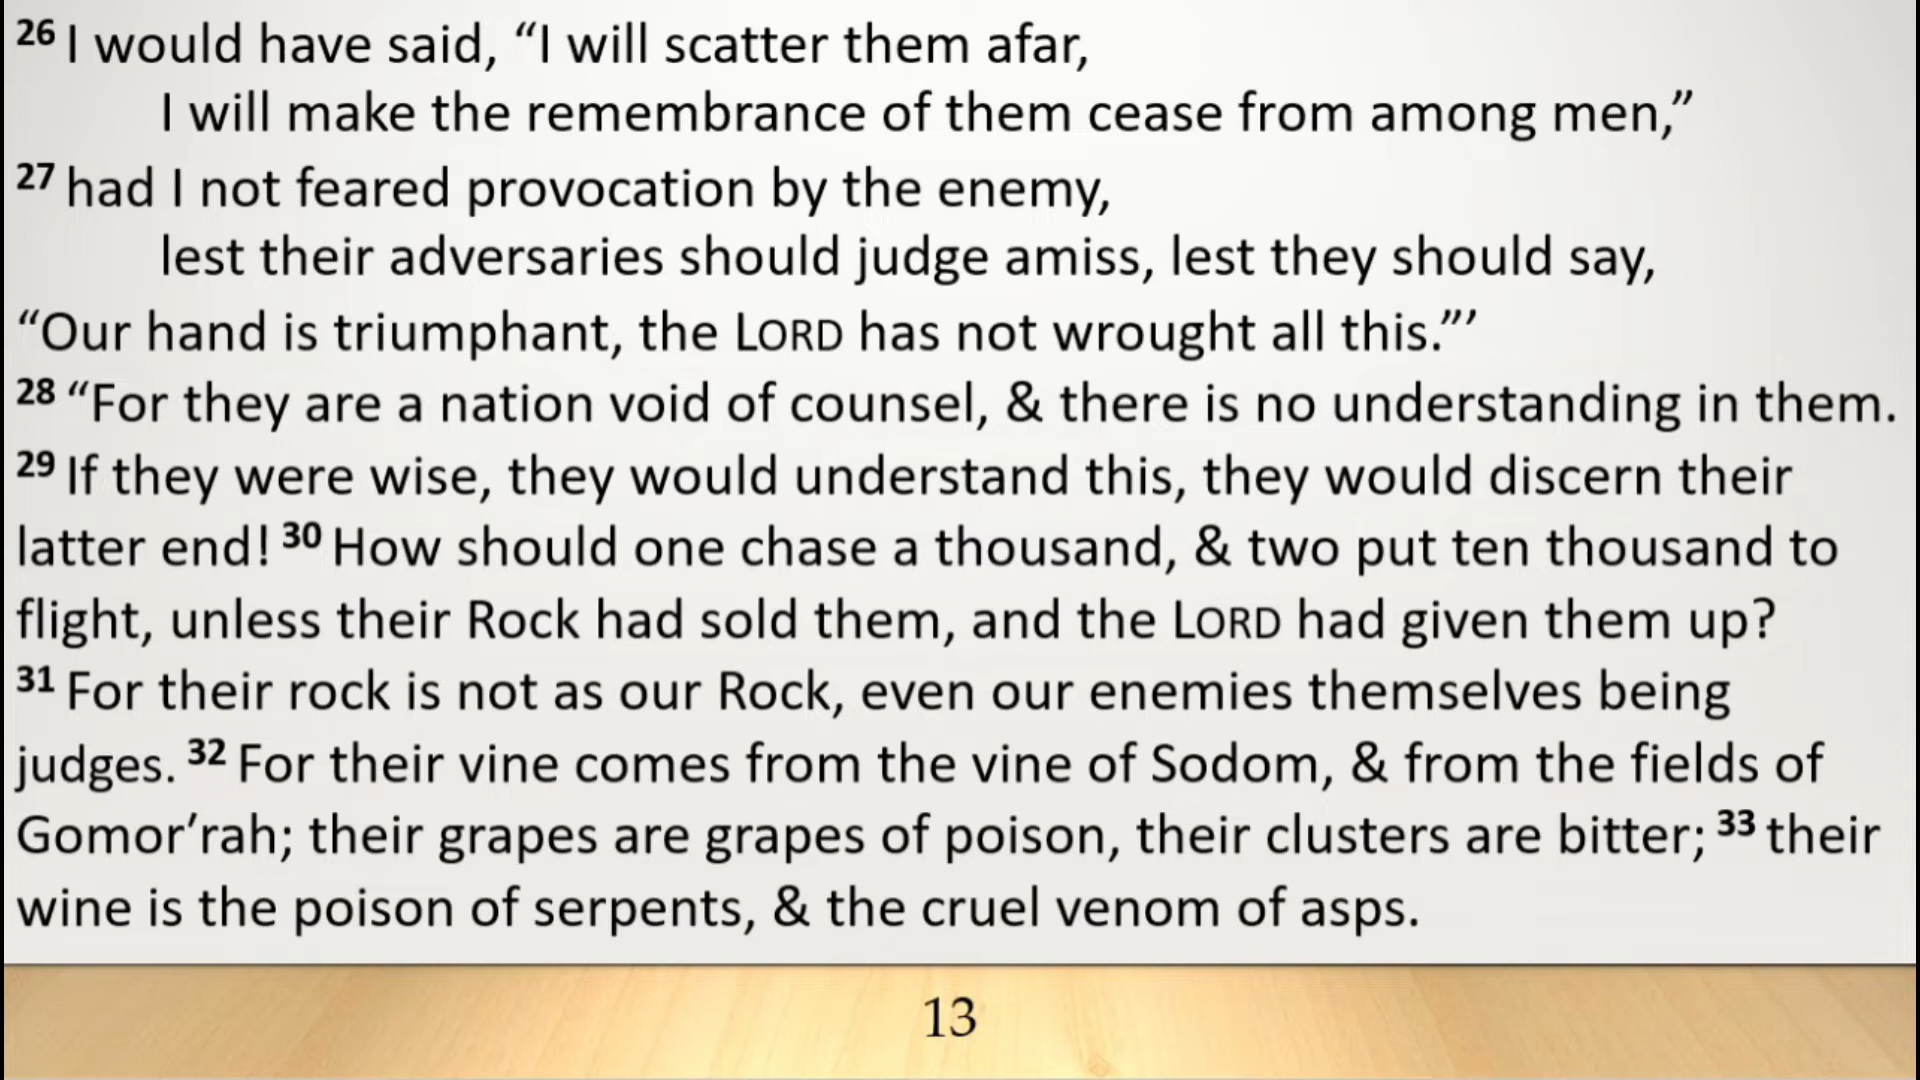 26 I would have said, “I will scatter them afar,
I will make the remembrance of them cease from among men,”
27 had I not feared provocation by the enemy,
lest their adversaries should judge amiss, lest they should say,
“Our hand is triumphant, the LORD has not wrought all this.”’
28 “For they are a nation void of counsel, & there is no understanding in them.
29 If they were wise, they would understand this, they would discern their
latter end! 30 How should one chase a thousand, & two put ten thousand to
flight, unless their Rock had sold them, and the LORD had given them up?
31 For their rock is not as our Rock, even our enemies themselves being
judges. 32 For their vine comes from the vine of Sodom, & from the fields of
Gomor′rah; their grapes are grapes of poison, their clusters are bitter; 33 their
wine is the poison of serpents, & the cruel venom of asps.
13